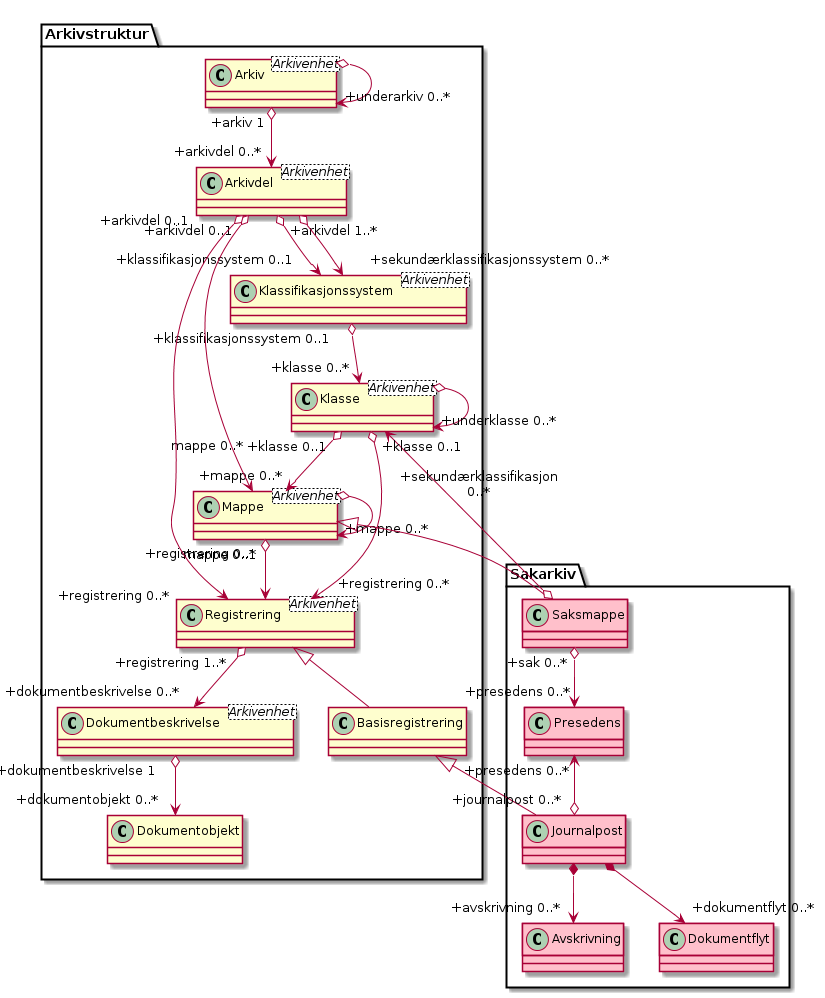 Arkivstruktur
Arkivenhet
C Arkiv
+underarkiv 0..*
+arkiv 1
+arkivdel 0..*
Arkivenhet
C Arkivdel
+arkivdel 0..1
+arkivdel 0..1
+arkivdel 1..*
+klassifikasjonssystem 0..1
+sekundærklassifikasjonssystem 0..*
Arkivenhet
C Klassifikasjonssystem
+klassifikasjonssystem 0..1
+klasse 0..*
Arkivenhet
C Klasse
+underklasse 0..*
mappe 0..*
+klasse 0..1
+klasse 0..1
+mappe 0..*
+sekundærklassifikasjon
0..*
Arkivenhet
C Mappe
+mappe 0..*
+registrering 0..*
mappe 0..1
+registrering 0..*
+registrering 0..*
Sakarkiv
Arkivenhet
C Registrering
C Saksmappe
+registrering 1..*
+sak 0..*
+dokumentbeskrivelse 0..*
+presedens 0..*
Arkivenhet
C Dokumentbeskrivelse
C Basisregistrering
C Presedens
+dokumentbeskrivelse 1
+presedens 0..*
+dokumentobjekt 0..*
+journalpost 0..*
C Dokumentobjekt
C Journalpost
+avskrivning 0..*
+dokumentflyt 0..*
C Avskrivning
C Dokumentflyt